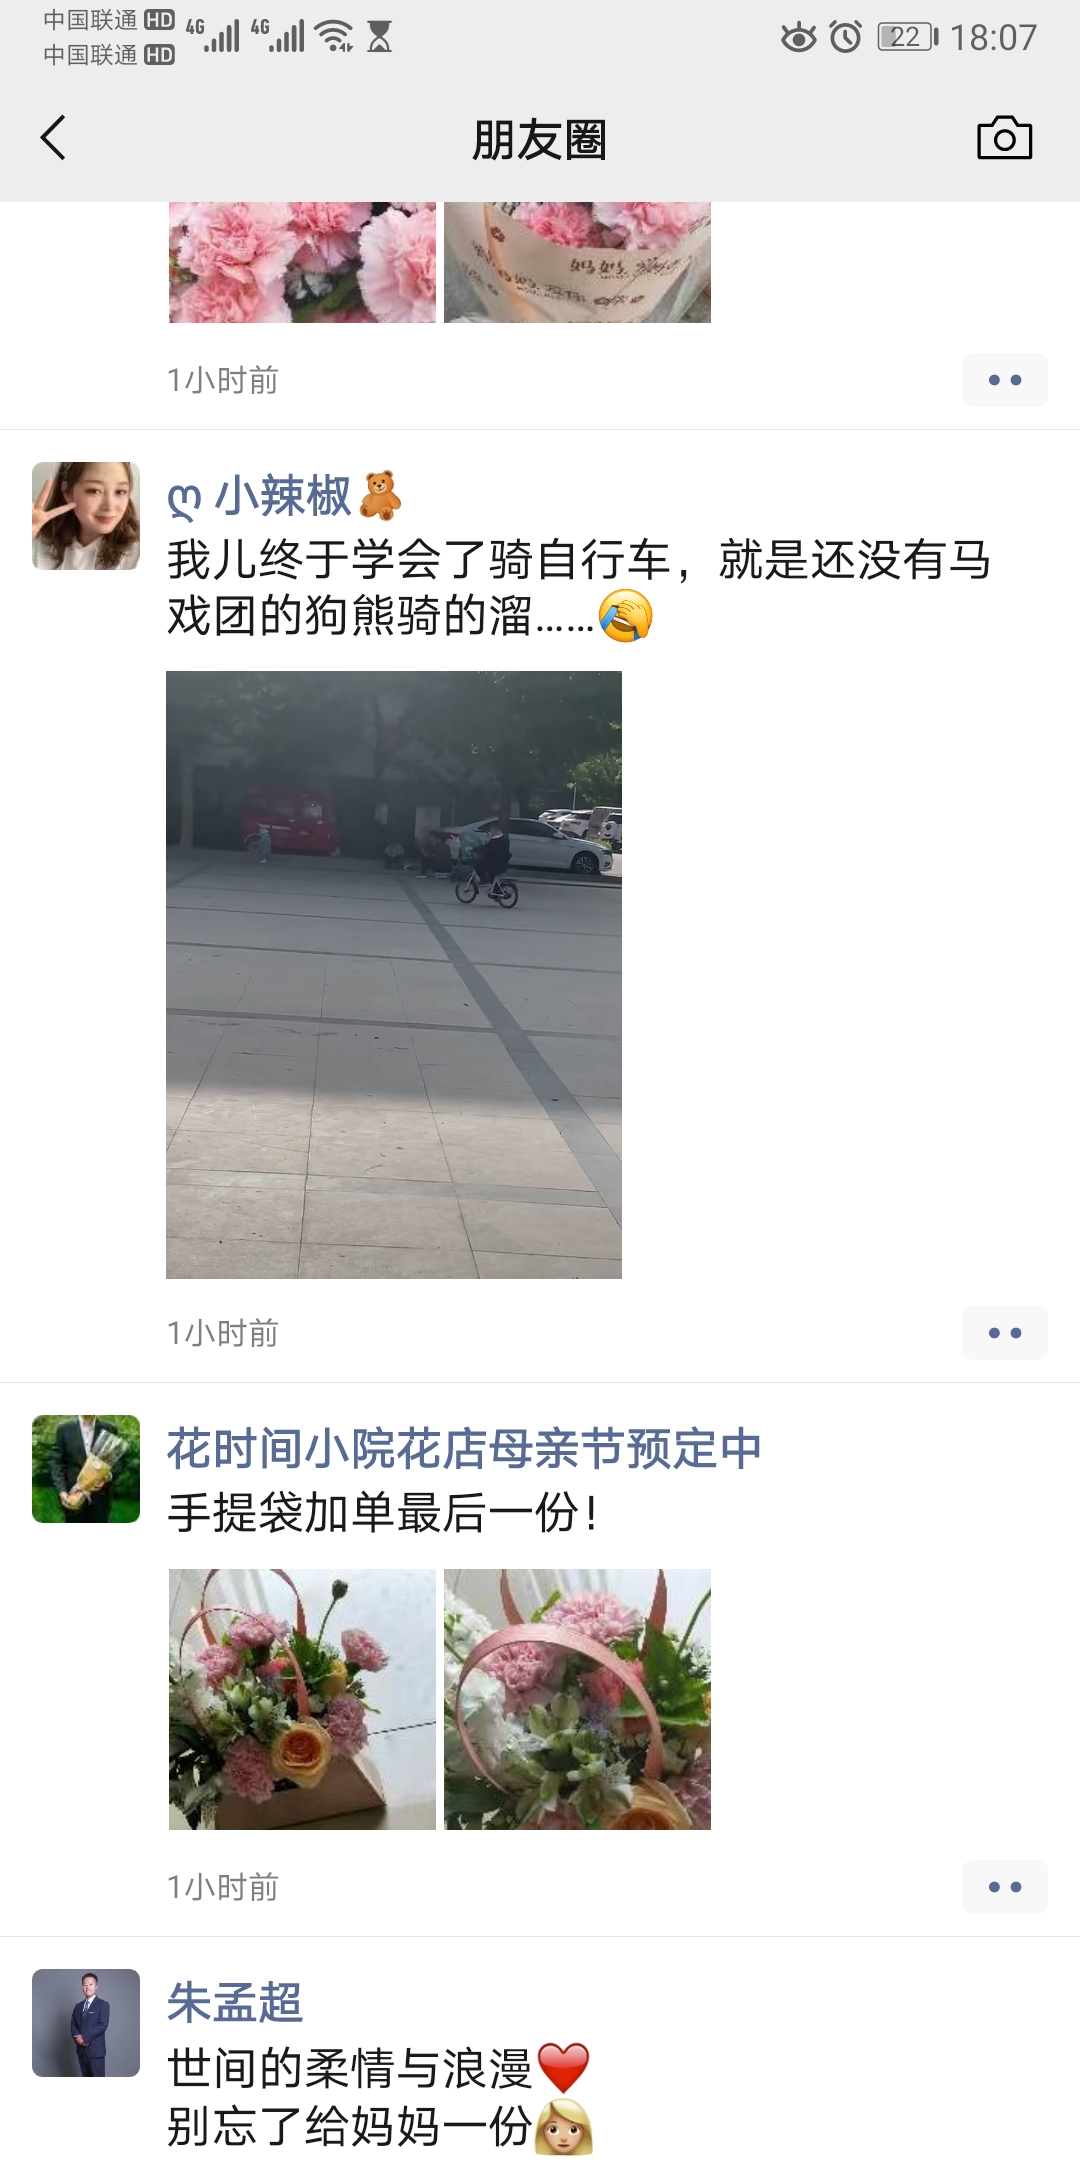 中国联通 HD 4G 4G 22 18:07
中国联通 HD
朋友圈
妈妈
1小时前
ღ 小辣椒🧸
我儿终于学会了骑自行车，就是还没有马
戏团的狗熊骑的溜……🤦
1小时前
花时间小院花店母亲节预定中
手提袋加单最后一份！
1小时前
朱孟超
世间的柔情与浪漫❤️
别忘了给妈妈一份👩🏼